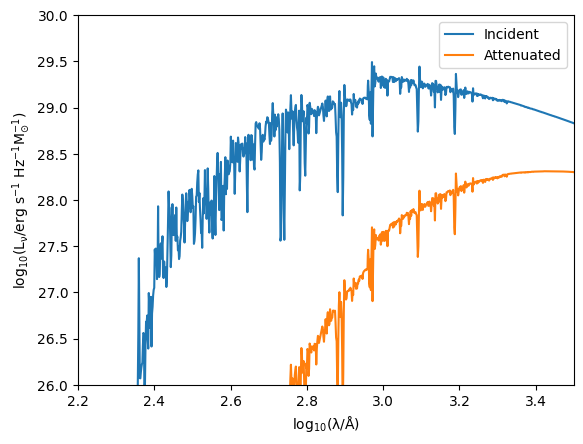 30.0
29.5
29.0
28.5
28.0
27.5
27.0
26.5
26.0
log₁₀(Lᵥ/erg s⁻¹ Hz⁻¹M☉⁻¹)
Incident
Attenuated
2.2 2.4 2.6 2.8 3.0 3.2 3.4
log₁₀(λ/Å)